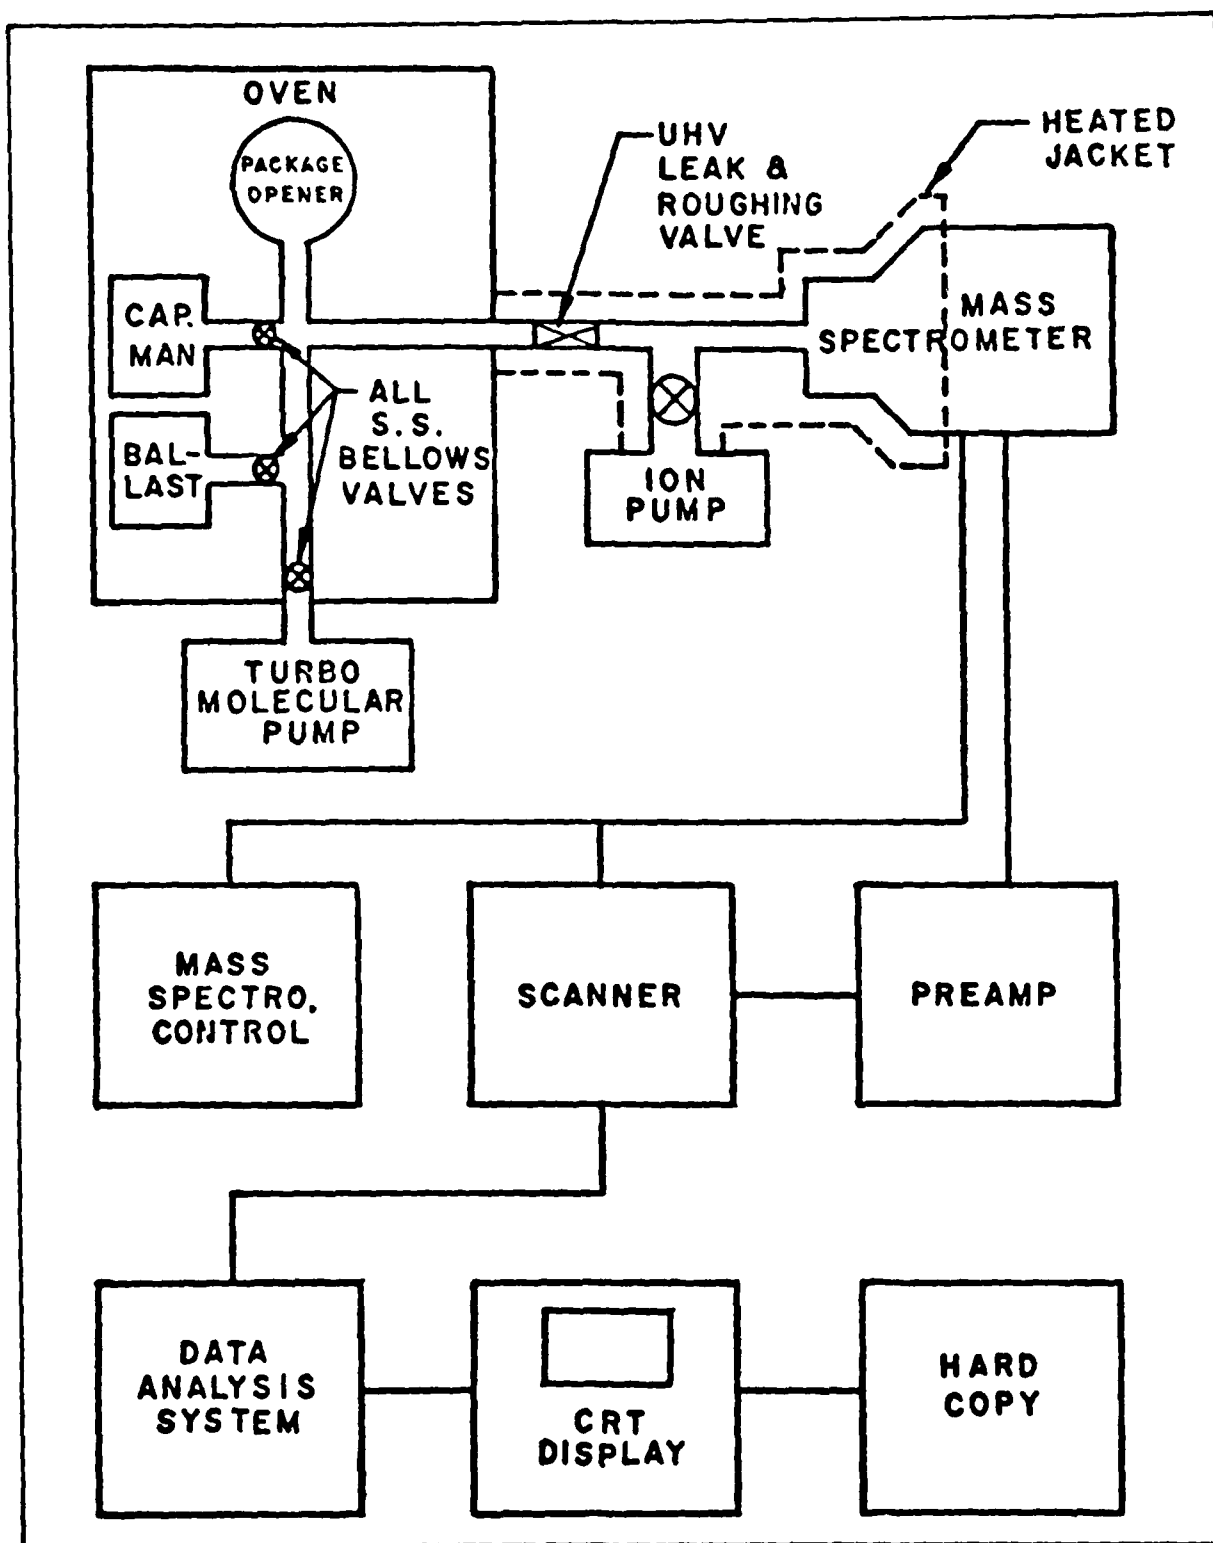 OVEN
PACKAGE
OPENER
UHV
LEAK &
ROUGHING
VALVE
HEATED
JACKET
CAP.
MAN
MASS
SPECTROMETER
ALL
S.S.
BELLOWS
VALVES
BAL-
LAST
ION
PUMP
TURBO
MOLECULAR
PUMP
MASS
SPECTRO.
CONTROL
SCANNER
PREAMP
DATA
ANALYSIS
SYSTEM
CRT
DISPLAY
HARD
COPY